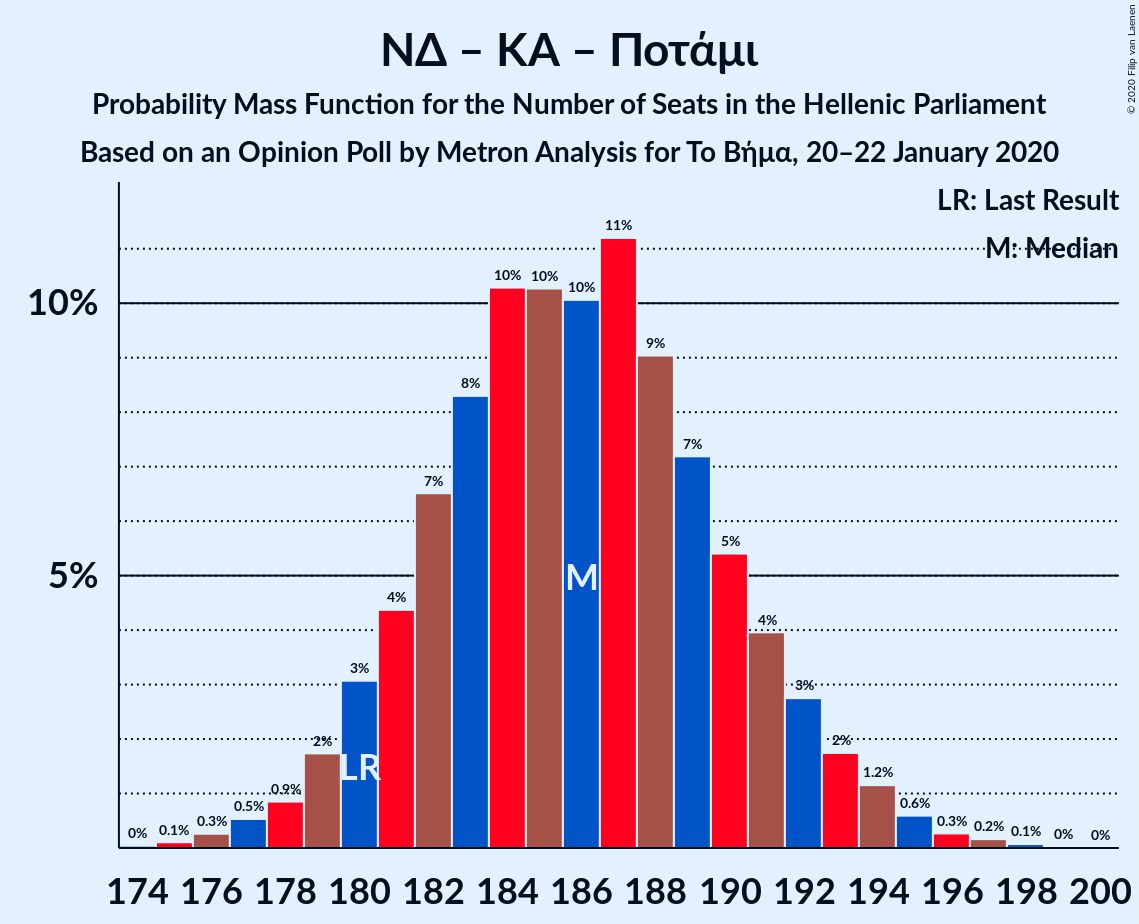 ΝΔ – ΚΑ – Ποτάμι
Probability Mass Function for the Number of Seats in the Hellenic Parliament
Based on an Opinion Poll by Metron Analysis for Το Βήμα, 20–22 January 2020
© 2020 Filip van Laenen
LR: Last Result
M: Median
10%
5%
0% 0.1% 0.3% 0.5% 0.9% 2% 3% 4% 7% 8% 10% 10% 10% 11% 9% 7% 5% 4% 3% 2% 1.2% 0.6% 0.3% 0.2% 0.1% 0% 0%
LR
M
174 176 178 180 182 184 186 188 190 192 194 196 198 200